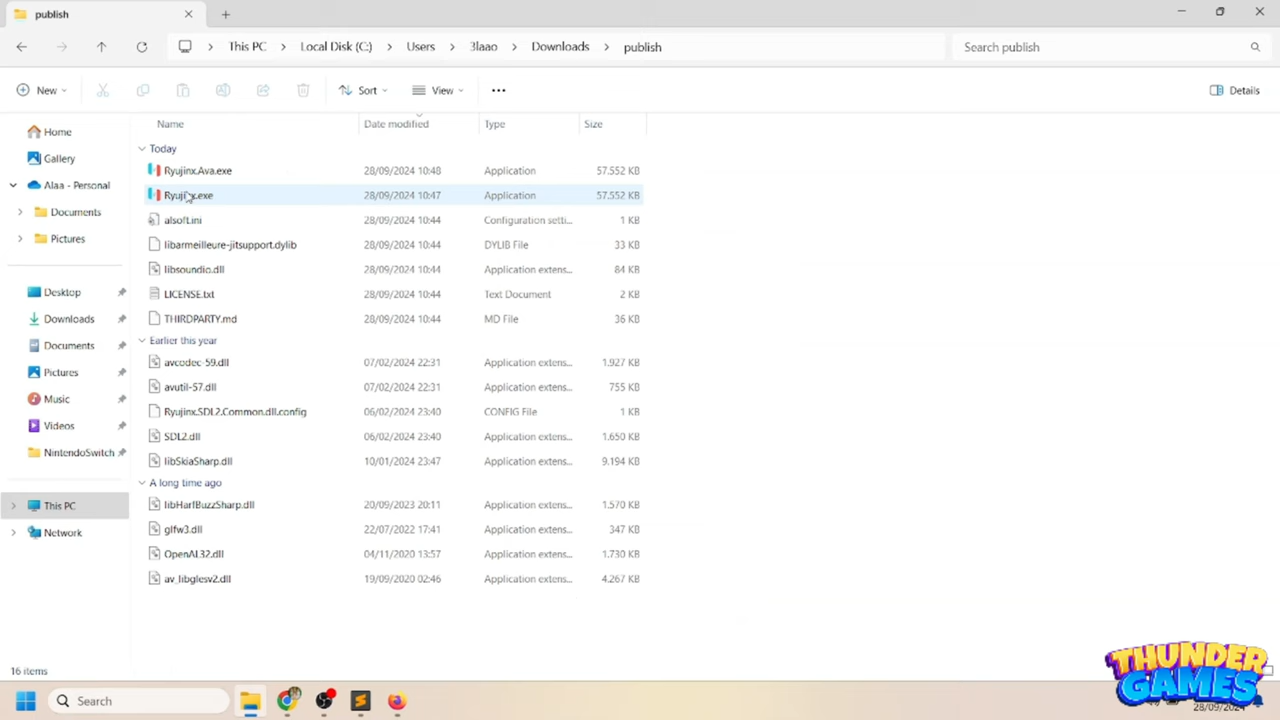 publish
This PC > Local Disk (C:) > Users > 3laao > Downloads > publish
Search publish
New
Sort
View
Details
Name Date modified Type Size
Home
Gallery
Alaa - Personal
Documents
Pictures
Desktop
Downloads
Documents
Pictures
Music
Videos
NintendoSwitch
This PC
Network
Today
Ryujinx.Ava.exe 28/09/2024 10:48 Application 57.552 KB
Ryujinx.exe 28/09/2024 10:47 Application 57.552 KB
alsoft.ini 28/09/2024 10:44 Configuration setti... 1 KB
libarmeilleure-jitsupport.dylib 28/09/2024 10:44 DYLIB File 33 KB
libsoundio.dll 28/09/2024 10:44 Application extens... 84 KB
LICENSE.txt 28/09/2024 10:44 Text Document 2 KB
THIRDPARTY.md 28/09/2024 10:44 MD File 36 KB
Earlier this year
avcodec-59.dll 07/02/2024 22:31 Application extens... 1.927 KB
avutil-57.dll 07/02/2024 22:31 Application extens... 755 KB
Ryujinx.SDL2.Common.dll.config 06/02/2024 23:40 CONFIG File 1 KB
SDL2.dll 06/02/2024 23:40 Application extens... 1.650 KB
libSkiaSharp.dll 10/01/2024 23:47 Application extens... 9.194 KB
A long time ago
libHarfBuzzSharp.dll 20/09/2023 20:11 Application extens... 1.570 KB
glfw3.dll 22/07/2022 17:41 Application extens... 347 KB
OpenAL32.dll 04/11/2020 13:57 Application extens... 1.730 KB
av_libglesv2.dll 19/09/2020 02:46 Application extens... 4.267 KB
16 items
Search
THUNDER
GAMES
28/09/2024